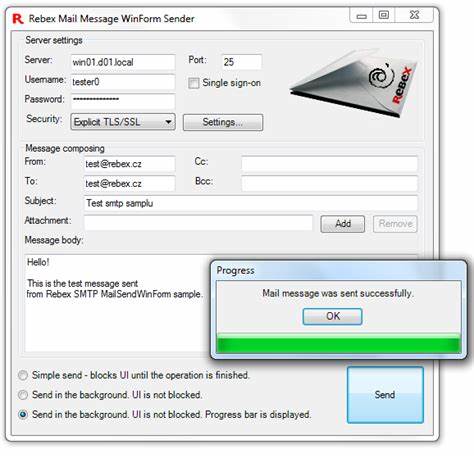 Rebex Mail Message WinForm Sender
Server settings
Server: win01.d01.local Port: 25
Username: tester0 Single sign-on
Password: **************
Security: Explicit TLS/SSL Settings...
REBEX
Message composing
From: test@rebex.cz Cc:
To: test@rebex.cz Bcc:
Subject: Test smtp samplu
Attachment: Add Remove
Message body:
Hello!
This is the test message sent
from Rebex SMTP MailSendWinForm sample.
Progress
Mail message was sent successfully.
OK
Simple send - blocks UI until the operation is finished.
Send in the background. UI is not blocked.
Send in the background. UI is not blocked. Progress bar is displayed.
Send